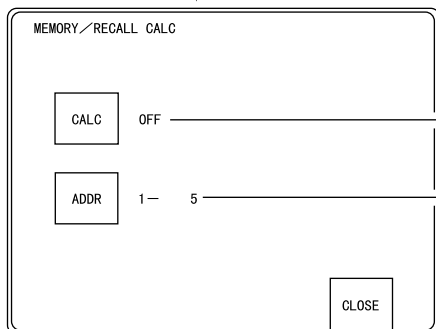 MEMORY／RECALL CALC
CALC OFF
ADDR 1－ 5
CLOSE